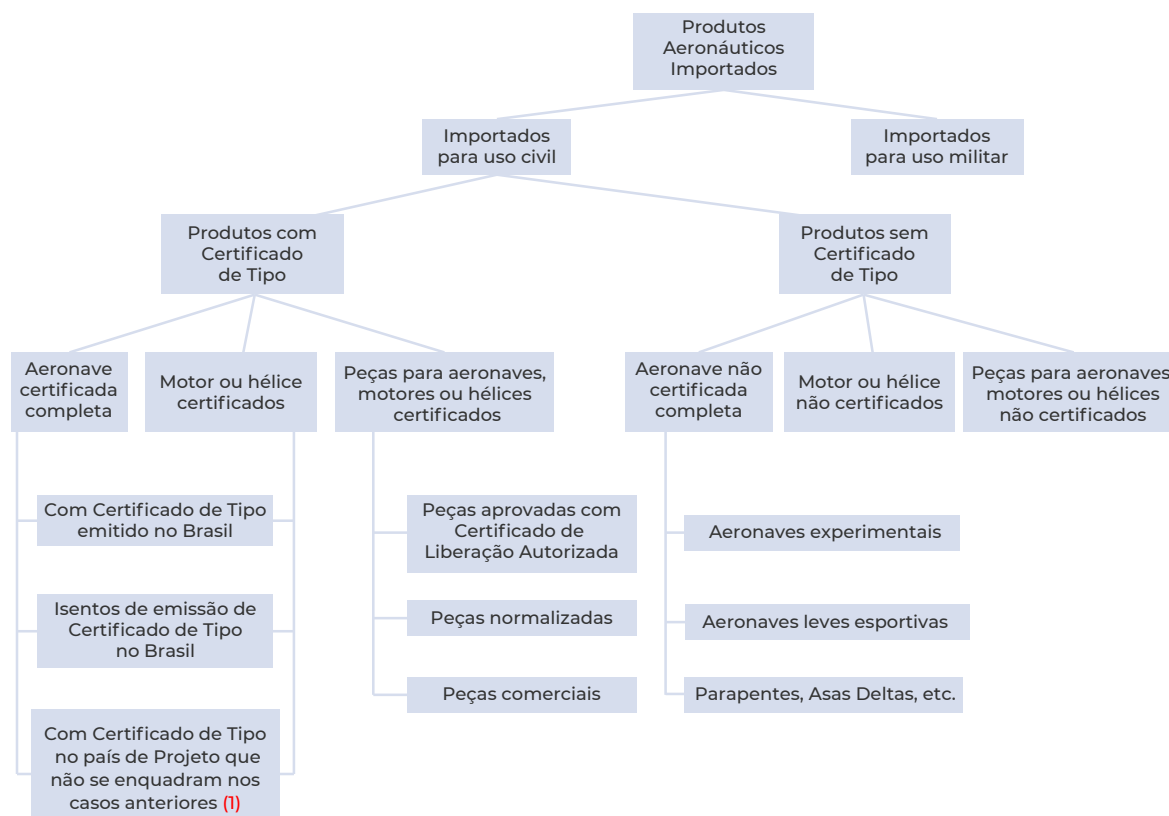 Produtos
Aeronáuticos
Importados
Importados
para uso civil
Importados
para uso militar
Produtos com
Certificado
de Tipo
Produtos sem
Certificado
de Tipo
Aeronave
certificada
completa
Motor ou hélice
certificados
Peças para aeronaves,
motores ou hélices
certificados
Aeronave não
certificada
completa
Motor ou hélice
não certificados
Peças para aeronaves,
motores ou hélices
não certificados
Com Certificado de Tipo
emitido no Brasil
Isentos de emissão de
Certificado de Tipo
no Brasil
Com Certificado de Tipo
no país de Projeto que
não se enquadram nos
casos anteriores (1)
Peças aprovadas com
Certificado de
Liberação Autorizada
Peças normalizadas
Peças comerciais
Aeronaves experimentais
Aeronaves leves esportivas
Parapentes, Asas Deltas, etc.